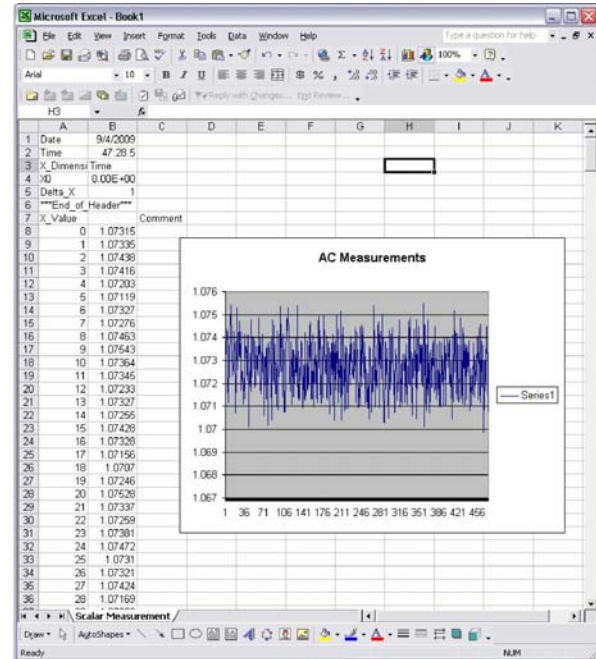 Microsoft Excel - Book1
File Edit View Insert Format Tools Data Window Help Type a question for help
Arial 10 B I U $ % , 100%
Reply with Changes... End Review...
H3 fx
A B C D E F G H I J K
1 Date 9/4/2009
2 Time 47:28.5
3 X_Dimensi Time
4 X0 0.00E+00
5 Delta_X 1
6 ***End_of_Header***
7 X_Value Comment
8 0 1.07315
9 1 1.07335
10 2 1.07438
11 3 1.07416
12 4 1.07203
13 5 1.07119
14 6 1.07327
15 7 1.07276
16 8 1.07463
17 9 1.07543
18 10 1.07364
19 11 1.07345
20 12 1.07233
21 13 1.07327
22 14 1.07255
23 15 1.07428
24 16 1.07328
25 17 1.07156
26 18 1.0707
27 19 1.07246
28 20 1.07528
29 21 1.07337
30 22 1.07259
31 23 1.07381
32 24 1.07472
33 25 1.0731
34 26 1.07321
35 27 1.07424
36 28 1.07169
AC Measurements
1.076
1.075
1.074
1.073
1.072
1.071
1.07
1.069
1.068
1.067
1 36 71 106 141 176 211 246 281 316 351 386 421 456
Series1
Scalar Measurement
Draw AutoShapes
Ready NUM